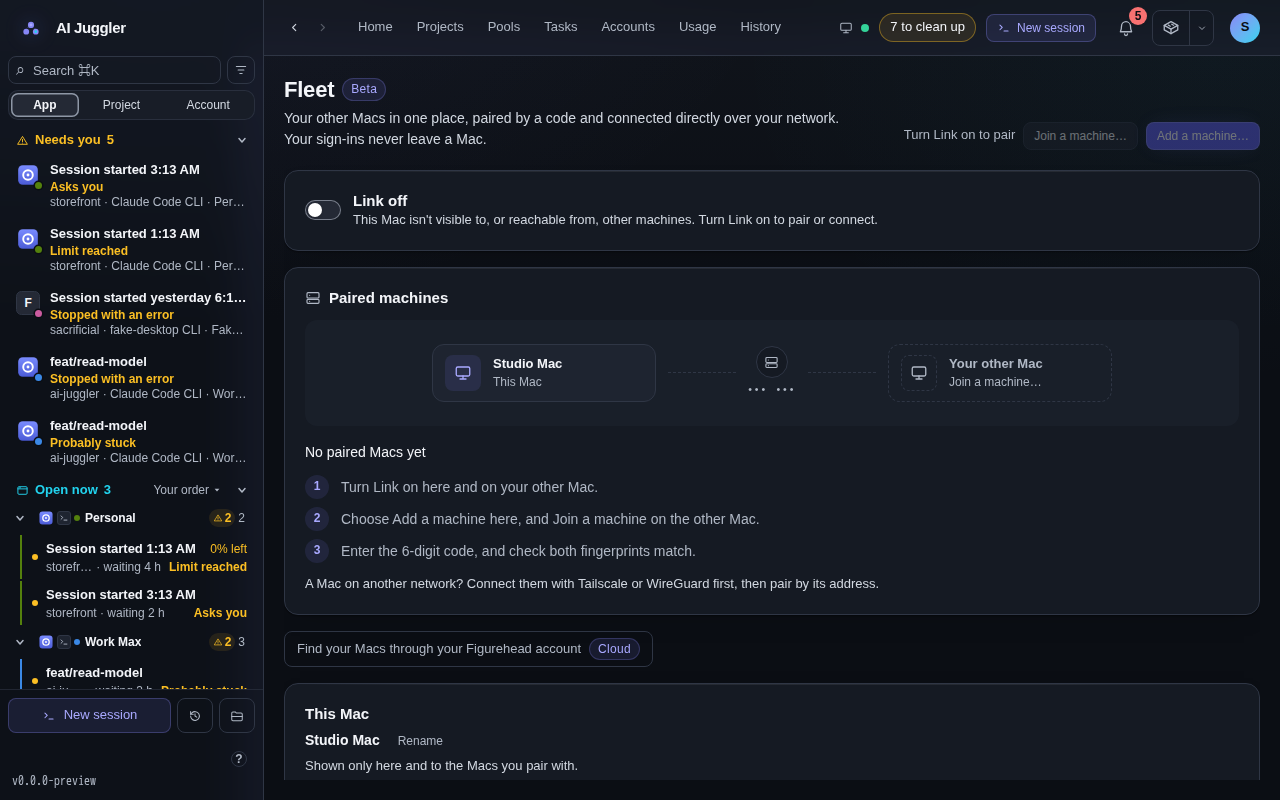 AI Juggler
Search ⌘K
App
Project
Account
Needs you 5
Session started 3:13 AM
Asks you
storefront · Claude Code CLI · Per…
Session started 1:13 AM
Limit reached
storefront · Claude Code CLI · Per…
F
Session started yesterday 6:1…
Stopped with an error
sacrificial · fake-desktop CLI · Fak…
feat/read-model
Stopped with an error
ai-juggler · Claude Code CLI · Wor…
feat/read-model
Probably stuck
ai-juggler · Claude Code CLI · Wor…
Open now 3
Your order
Personal
2 2
Session started 1:13 AM 0% left
storefr… · waiting 4 h Limit reached
Session started 3:13 AM
storefront · waiting 2 h Asks you
Work Max
2 3
feat/read-model
New session
?
v0.0.0-preview
Home
Projects
Pools
Tasks
Accounts
Usage
History
7 to clean up
New session
5
S
Fleet Beta
Your other Macs in one place, paired by a code and connected directly over your network.
Your sign-ins never leave a Mac.
Turn Link on to pair
Join a machine…
Add a machine…
Link off
This Mac isn't visible to, or reachable from, other machines. Turn Link on to pair or connect.
Paired machines
Studio Mac
This Mac
••• •••
Your other Mac
Join a machine…
No paired Macs yet
1 Turn Link on here and on your other Mac.
2 Choose Add a machine here, and Join a machine on the other Mac.
3 Enter the 6-digit code, and check both fingerprints match.
A Mac on another network? Connect them with Tailscale or WireGuard first, then pair by its address.
Find your Macs through your Figurehead account Cloud
This Mac
Studio Mac Rename
Shown only here and to the Macs you pair with.